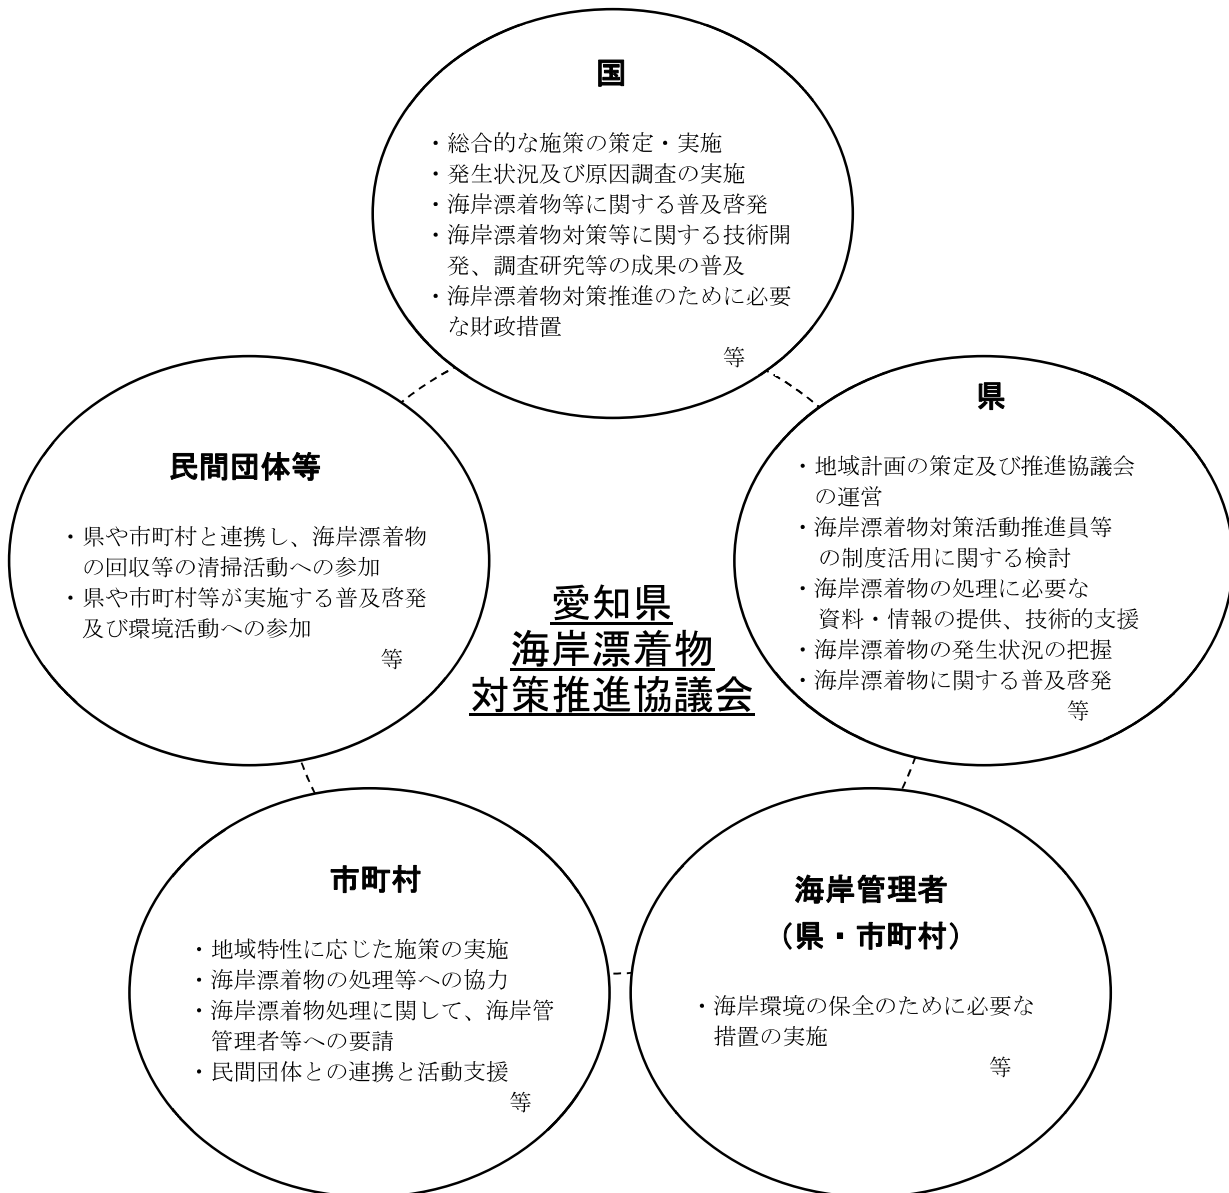 国
・総合的な施策の策定・実施
・発生状況及び原因調査の実施
・海岸漂着物等に関する普及啓発
・海岸漂着物対策等に関する技術開
発、調査研究等の成果の普及
・海岸漂着物対策推進のために必要
な財政措置
等
県
・地域計画の策定及び推進協議会
の運営
・海岸漂着物対策活動推進員等
の制度活用に関する検討
・海岸漂着物の処理に必要な
資料・情報の提供、技術的支援
・海岸漂着物の発生状況の把握
・海岸漂着物に関する普及啓発
等
民間団体等
・県や市町村と連携し、海岸漂着物
の回収等の清掃活動への参加
・県や市町村等が実施する普及啓発
及び環境活動への参加
等
愛知県
海岸漂着物
対策推進協議会
市町村
・地域特性に応じた施策の実施
・海岸漂着物の処理等への協力
・海岸漂着物処理に関して、海岸管
管理者等への要請
・民間団体との連携と活動支援
等
海岸管理者
（県・市町村）
・海岸環境の保全のために必要な
措置の実施
等